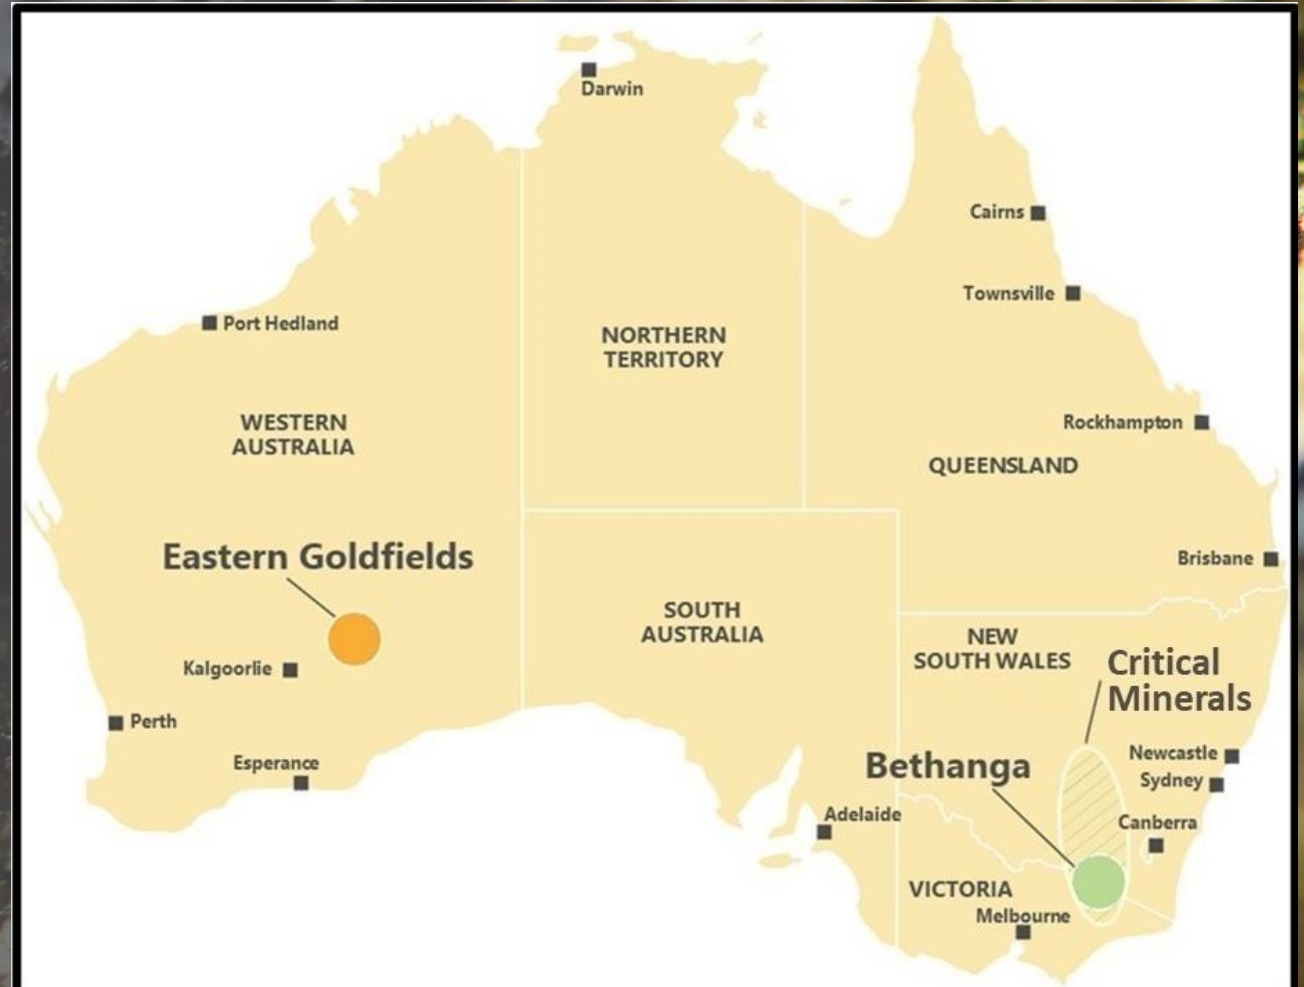 Darwin
Cairns
Townsville
Port Hedland
NORTHERN
TERRITORY
WESTERN
AUSTRALIA
Rockhampton
QUEENSLAND
Eastern Goldfields
Brisbane
SOUTH
AUSTRALIA
NEW
SOUTH WALES
Critical
Minerals
Kalgoorlie
Perth
Esperance
Bethanga
Newcastle
Sydney
Adelaide
Canberra
VICTORIA
Melbourne